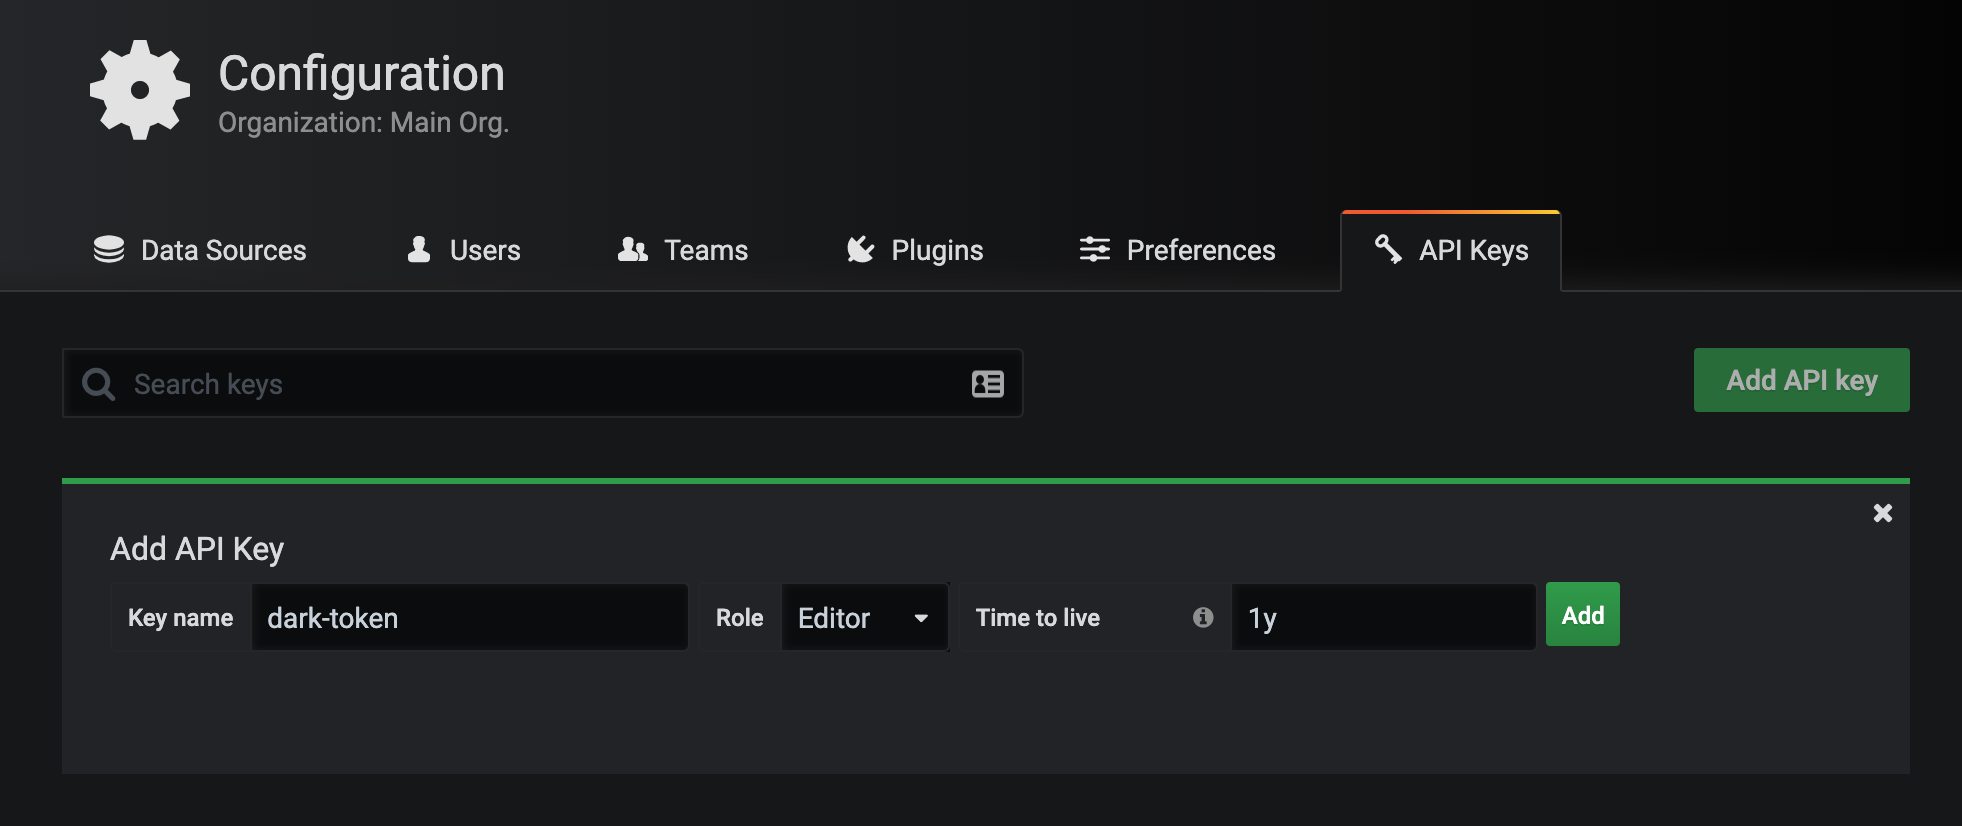 Configuration
Organization: Main Org.
Data Sources Users Teams Plugins Preferences API Keys
Search keys Add API key
Add API Key
Key name dark-token Role Editor Time to live 1y Add